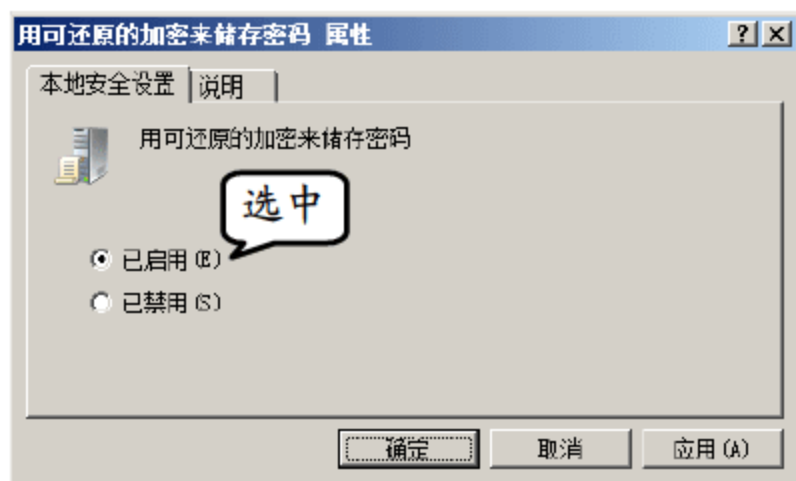 用可还原的加密来储存密码 属性
本地安全设置 说明
用可还原的加密来储存密码
选中
已启用(E)
已禁用(S)
确定 取消 应用(A)